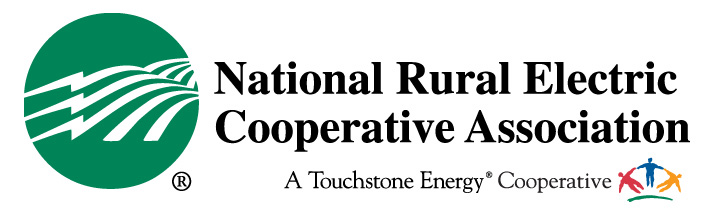 National Rural Electric
Cooperative Association
®
A Touchstone Energy® Cooperative